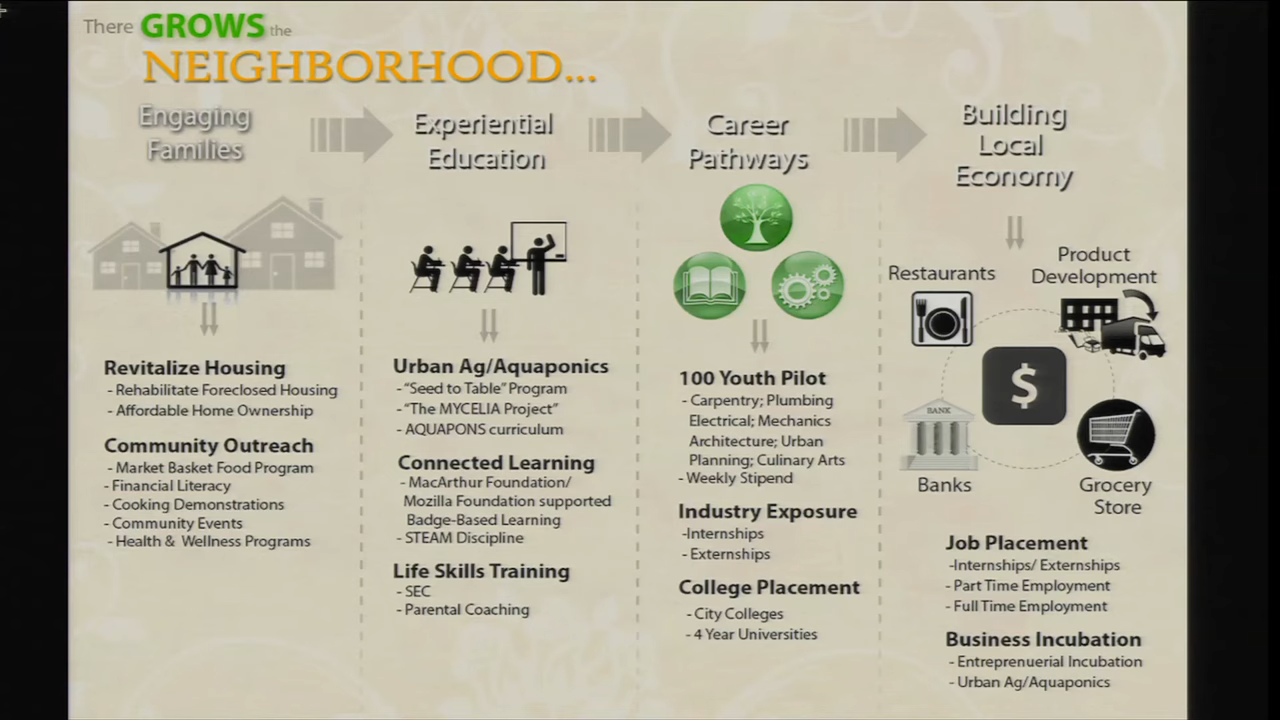 There GROWS the
NEIGHBORHOOD...
Engaging
Families
Revitalize Housing
- Rehabilitate Foreclosed Housing
- Affordable Home Ownership
Community Outreach
- Market Basket Food Program
- Financial Literacy
- Cooking Demonstrations
- Community Events
- Health & Wellness Programs
Experiential
Education
Urban Ag/Aquaponics
- "Seed to Table" Program
- "The MYCELIA Project"
- AQUAPONS curriculum
Connected Learning
- MacArthur Foundation/
Mozilla Foundation supported
Badge-Based Learning
- STEAM Discipline
Life Skills Training
- SEC
- Parental Coaching
Career
Pathways
100 Youth Pilot
- Carpentry; Plumbing
Electrical; Mechanics
Architecture; Urban
Planning; Culinary Arts
- Weekly Stipend
Industry Exposure
-Internships
- Externships
College Placement
- City Colleges
- 4 Year Universities
Building
Local
Economy
Restaurants
Product
Development
$
BANK
Banks
Grocery
Store
Job Placement
-Internships/ Externships
- Part Time Employment
- Full Time Employment
Business Incubation
- Entreprenuerial Incubation
- Urban Ag/Aquaponics